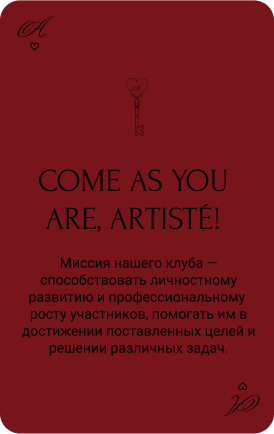 A
COME AS YOU
ARE, ARTISTÉ!
Миссия нашего клуба —
способствовать личностному
развитию и профессиональному
росту участников, помогать им в
достижении поставленных целей и
решении различных задач.
A